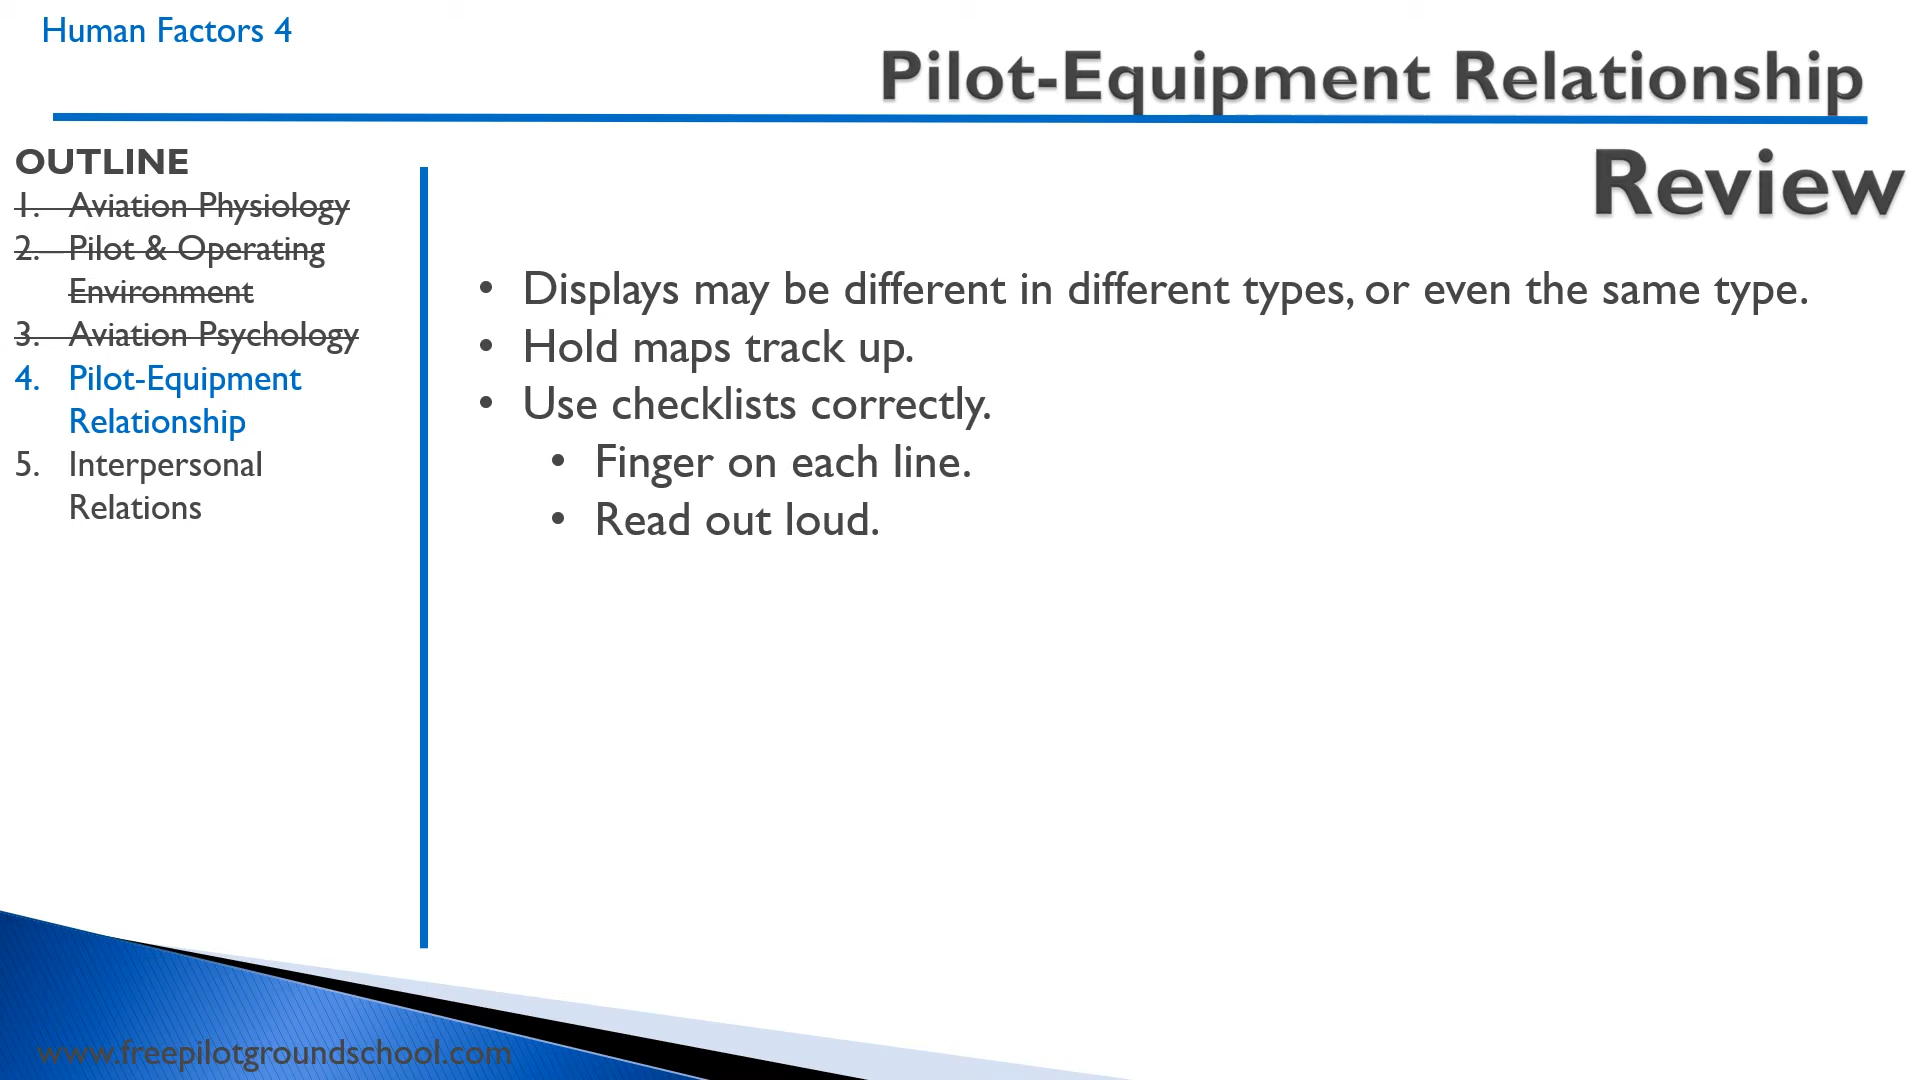 Human Factors 4
Pilot-Equipment Relationship
OUTLINE
1. Aviation Physiology
2. Pilot & Operating
Environment
3. Aviation Psychology
4. Pilot-Equipment
Relationship
5. Interpersonal
Relations
Review
• Displays may be different in different types, or even the same type.
• Hold maps track up.
• Use checklists correctly.
• Finger on each line.
• Read out loud.
www.freepilotgroundschool.com